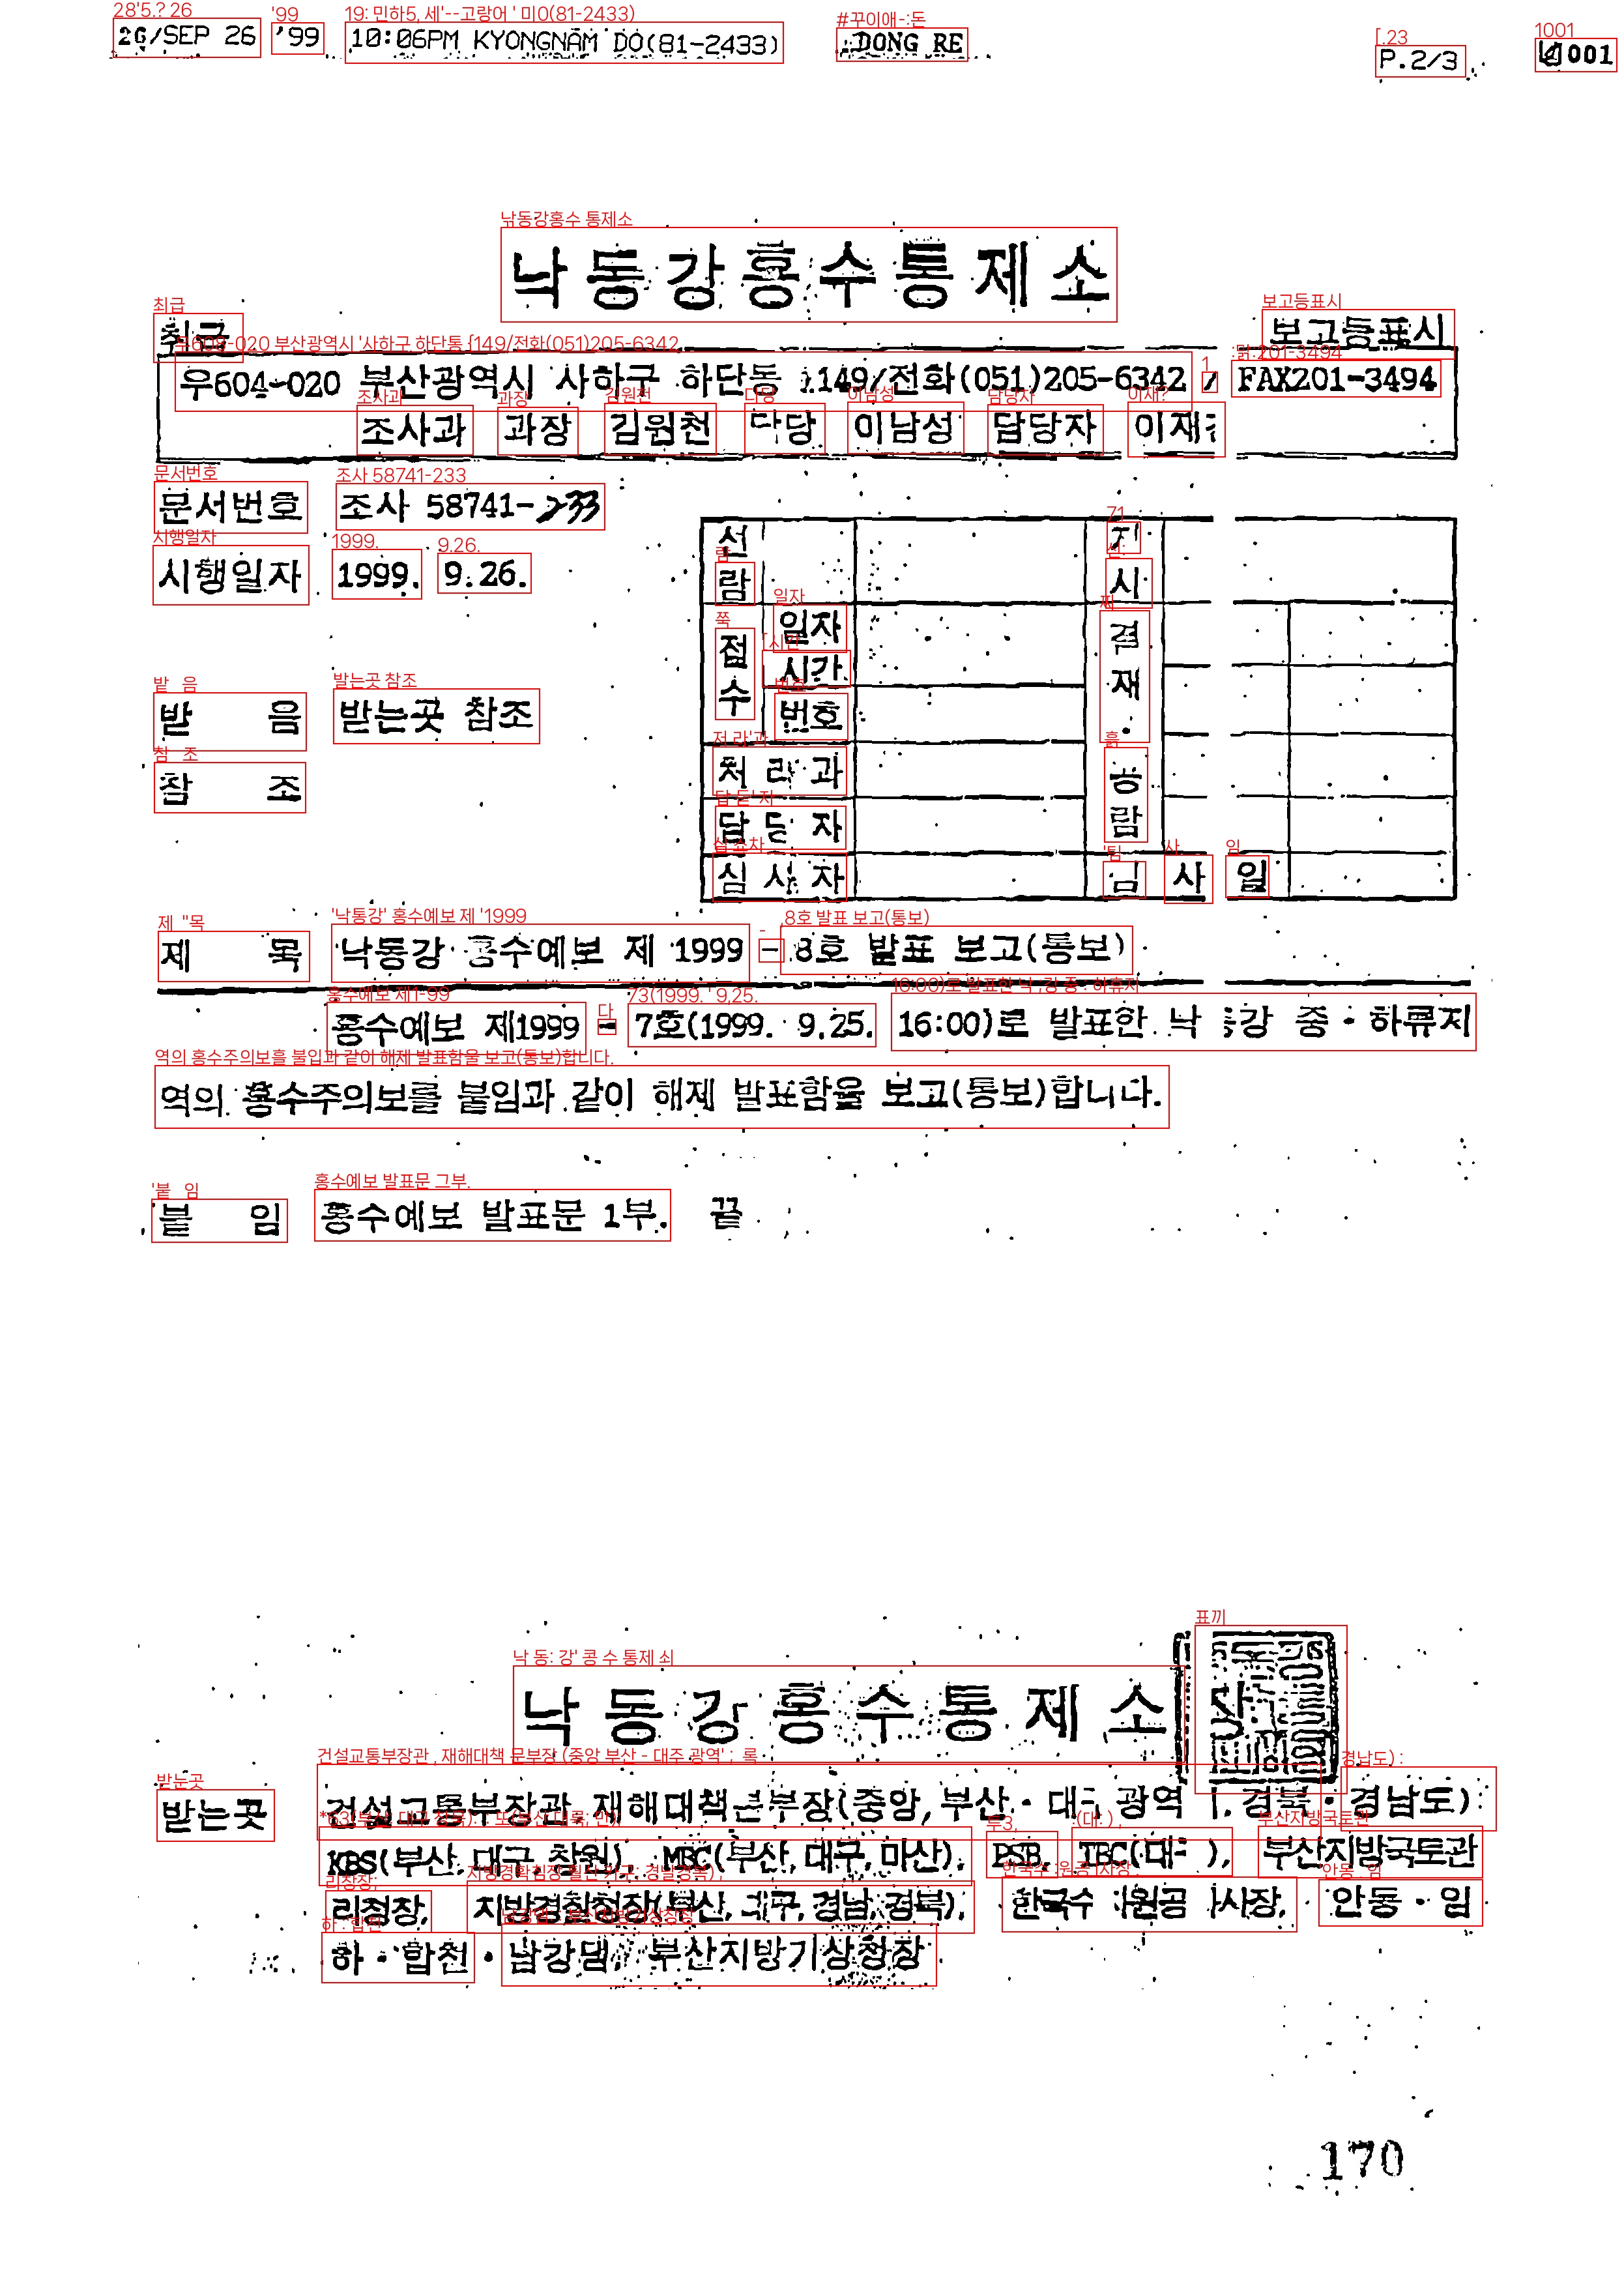 26/SEP 26 '99 10:06PM KYONGNAM DO(81-2433) DONG RE P.2/3 001
낙동강홍수통제소
취급 보고등표시
우604-020 부산광역시 사하구 하단동 1149/전화(051)205-6342 / FAX201-3494
조사과 과장 김원천 담당 이남성 담당자 이재
문서번호 조사 58741-233
시행일자 1999. 9.26.
받 음 받는곳 참조
참 조
선람 지시
접수 일자 시간 번호 결재·공람
처리과
담당자
심사자 심사일
제 목 낙동강 홍수예보 제 1999 - 8호 발표 보고(통보)
홍수예보 제1999 - 7호(1999. 9.25. 16:00)로 발표한 낙동강 중·하류지
역의 홍수주의보를 붙임과 같이 해제 발표함을 보고(통보)합니다.
붙 임 홍수예보 발표문 1부. 끝
낙동강홍수통제소장
받는곳 건설교통부장관, 재해대책본부장(중앙, 부산·대구 광역시, 경북·경남도)
KBS(부산, 대구, 창원), MBC(부산, 대구, 마산), PSB, TBC(대구), 부산지방국토관
리청장, 지방경찰청장(부산, 대구, 경남, 경북), 한국수자원공사사장, 안동·임
하·합천·남강댐, 부산지방기상청장
170